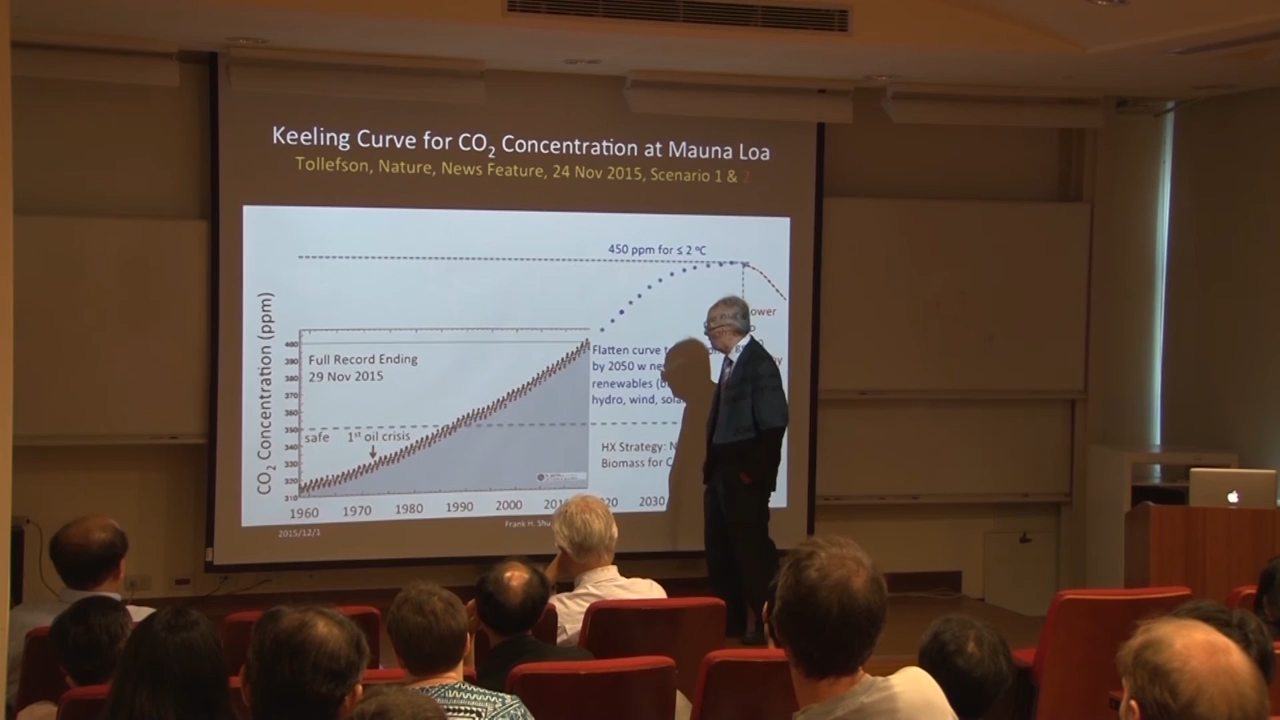 Keeling Curve for CO2 Concentration at Mauna Loa
Tollefson, Nature, News Feature, 24 Nov 2015, Scenario 1 & 2
450 ppm for ≤ 2 °C
CO2 Concentration (ppm)
Full Record Ending
29 Nov 2015
400
390
380
370
360
350
340
330
320
310
safe 1st oil crisis
Flatten curve
by 2050 w
renewables
hydro, wind,
HX Strategy:
Biomass for
1960 1970 1980 1990 2000 2030
2015/12/1
Frank H.